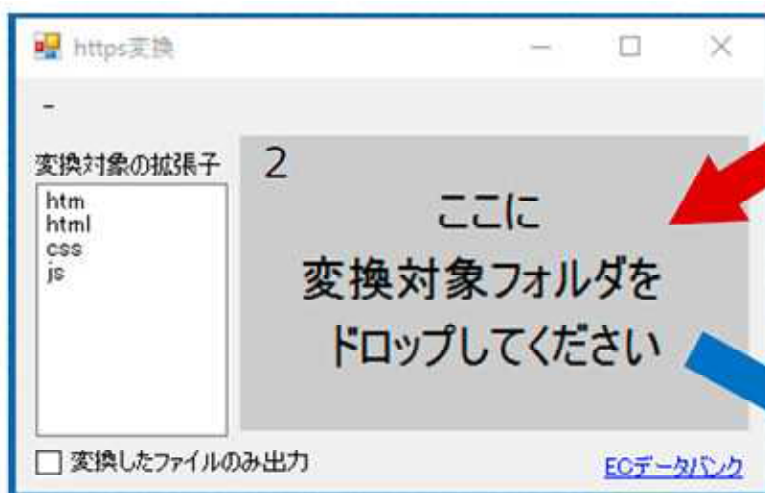 https変換
-
変換対象の拡張子
htm
html
css
js
2
ここに
変換対象フォルダを
ドロップしてください
変換したファイルのみ出力
ECデータバンク